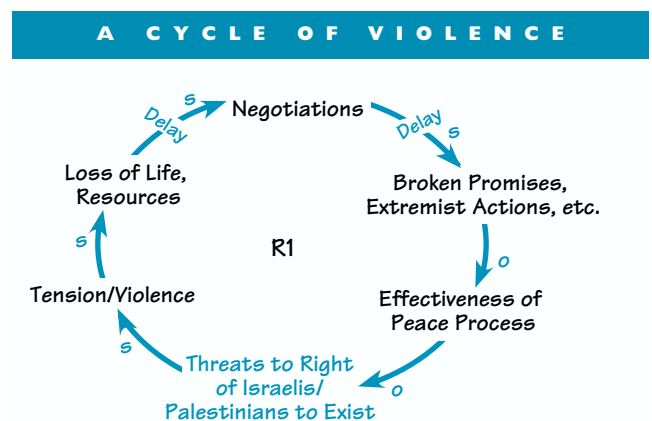 A CYCLE OF VIOLENCE
s
Delay
Negotiations
Delay
s
Loss of Life,
Resources
Broken Promises,
Extremist Actions, etc.
s
R1
o
Tension/Violence
Effectiveness of
Peace Process
s
Threats to Right
of Israelis/
Palestinians to Exist
o